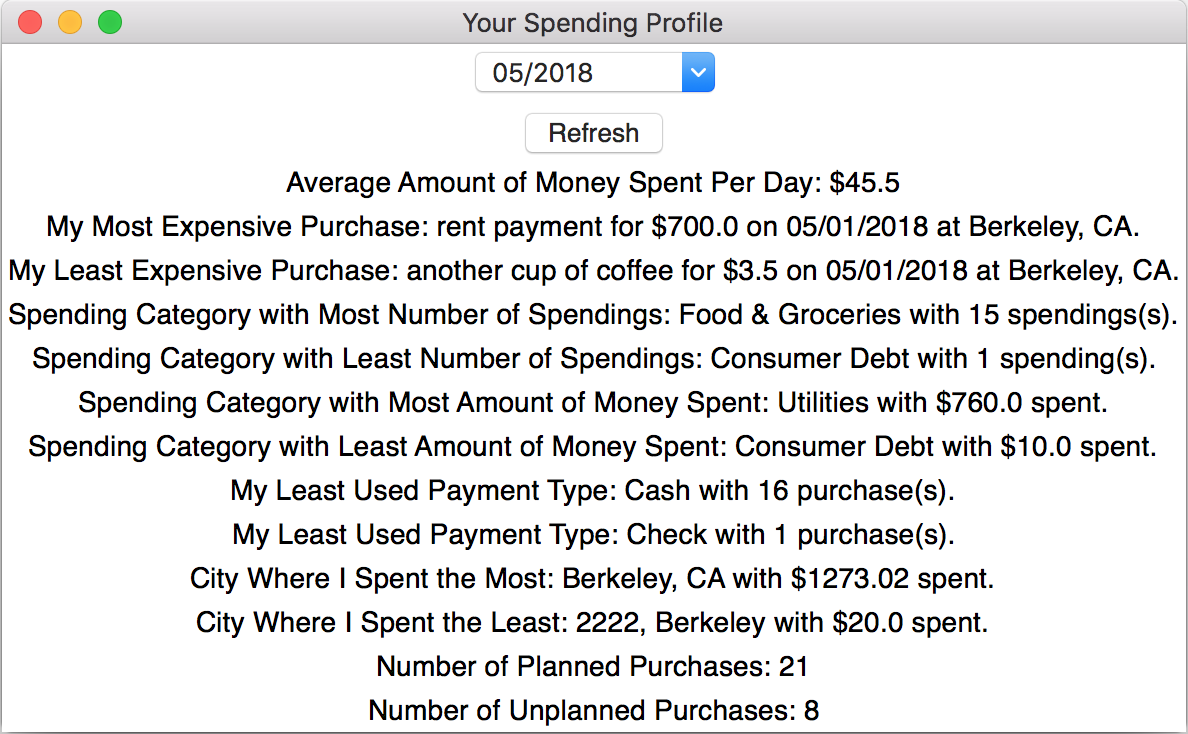 Your Spending Profile
05/2018
Refresh
Average Amount of Money Spent Per Day: $45.5
My Most Expensive Purchase: rent payment for $700.0 on 05/01/2018 at Berkeley, CA.
My Least Expensive Purchase: another cup of coffee for $3.5 on 05/01/2018 at Berkeley, CA.
Spending Category with Most Number of Spendings: Food & Groceries with 15 spendings(s).
Spending Category with Least Number of Spendings: Consumer Debt with 1 spending(s).
Spending Category with Most Amount of Money Spent: Utilities with $760.0 spent.
Spending Category with Least Amount of Money Spent: Consumer Debt with $10.0 spent.
My Least Used Payment Type: Cash with 16 purchase(s).
My Least Used Payment Type: Check with 1 purchase(s).
City Where I Spent the Most: Berkeley, CA with $1273.02 spent.
City Where I Spent the Least: 2222, Berkeley with $20.0 spent.
Number of Planned Purchases: 21
Number of Unplanned Purchases: 8